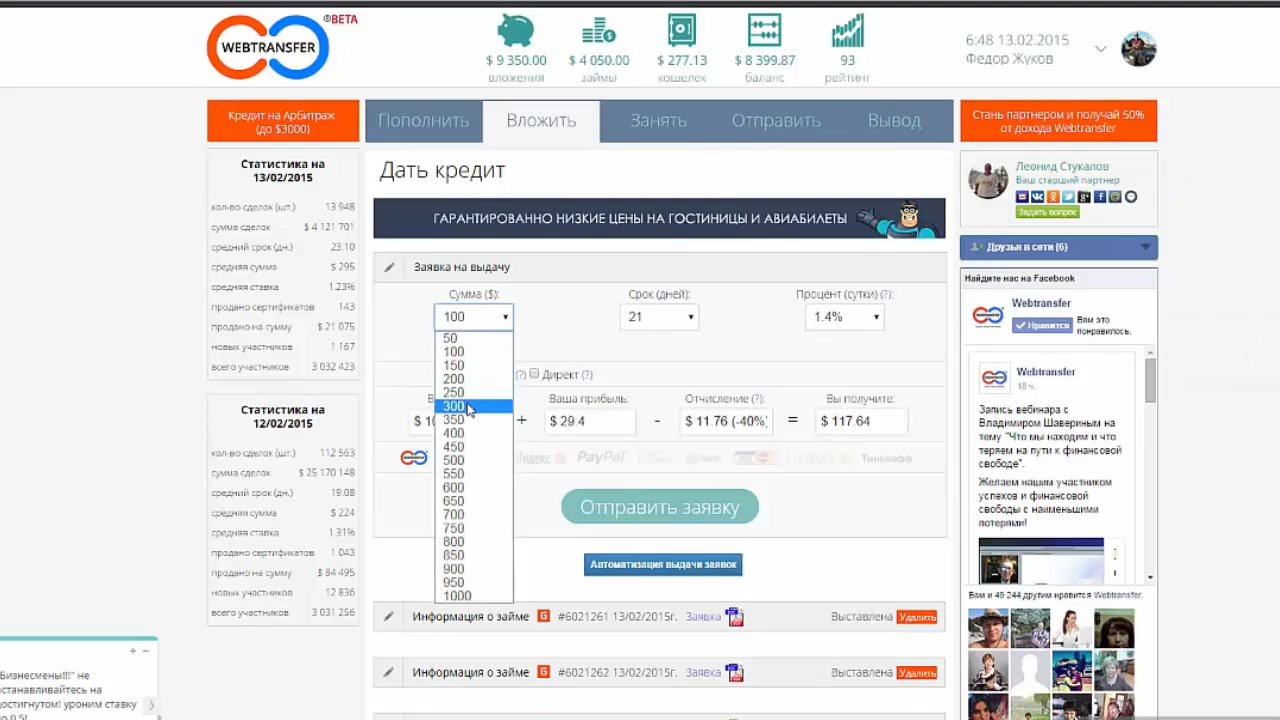 ®BETA
WEBTRANSFER
$ 9 350.00
вложения
$ 4 050.00
займы
$ 277.13
кошелек
$ 8 399.87
баланс
93
рейтинг
6:48 13.02.2015
Федор Жуков
Кредит на Арбитраж
(до $3000)
Пополнить
Вложить
Занять
Отправить
Вывод
Стань партнером и получай 50%
от дохода Webtransfer
Статистика на
13/02/2015
кол-во сделок (шт.) 13 948
сумма сделок $ 4 121 701
средний срок (дн.) 23.10
средняя сумма $ 295
средняя ставка 1.23%
продано сертификатов 143
продано на сумму $ 21 075
новых участников 1 167
всего участников 3 032 423
Статистика на
12/02/2015
кол-во сделок (шт.) 112 563
сумма сделок $ 25 170 148
средний срок (дн.) 19.08
средняя сумма $ 224
средняя ставка 1.31%
продано сертификатов 1 043
продано на сумму $ 84 495
новых участников 12 836
всего участников 3 031 256
Дать кредит
ГАРАНТИРОВАННО НИЗКИЕ ЦЕНЫ НА ГОСТИНИЦЫ И АВИАБИЛЕТЫ
Заявка на выдачу
Сумма ($):
Срок (дней):
Процент (сутки) (?):
100
21
1.4%
50
100
150
200
250
300
350
400
450
500
550
600
650
700
750
800
850
900
950
1000
(?) Директ (?)
Ваша прибыль:
Отчисление (?):
Вы получите:
+ $ 29.4 - $ 11.76 (-40%) = $ 117.64
PayPal
Тинькофф
Отправить заявку
Автоматизация выдачи заявок
Информация о займе G #6021261 13/02/2015г. Заявка Выставлена Удалить
Информация о займе G #6021262 13/02/2015г. Заявка Выставлена Удалить
Леонид Стукалов
Ваш старший партнер
Задать вопрос
Друзья в сети (6)
Найдите нас на Facebook
Webtransfer
Нравится
Вам это
понравилось.
Webtransfer
18 ч.
Запись вебинара с
Владимиром Шавериным на
тему "Что мы находим и что
теряем на пути к финансовой
свободе".
Желаем нашим участником
успехов и финансовой
свободы с наименьшими
потерями!
Вам и 49 244 другим нравится Webtransfer.
Бизнесмены!!!" не
останавливайтесь на
достигнутом! уроним ставку